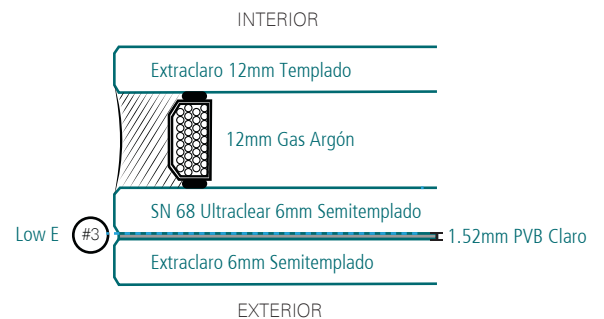 INTERIOR
Extraclaro 12mm Templado
12mm Gas Argón
SN 68 Ultraclear 6mm Semitemplado
Low E #3 1.52mm PVB Claro
Extraclaro 6mm Semitemplado
EXTERIOR